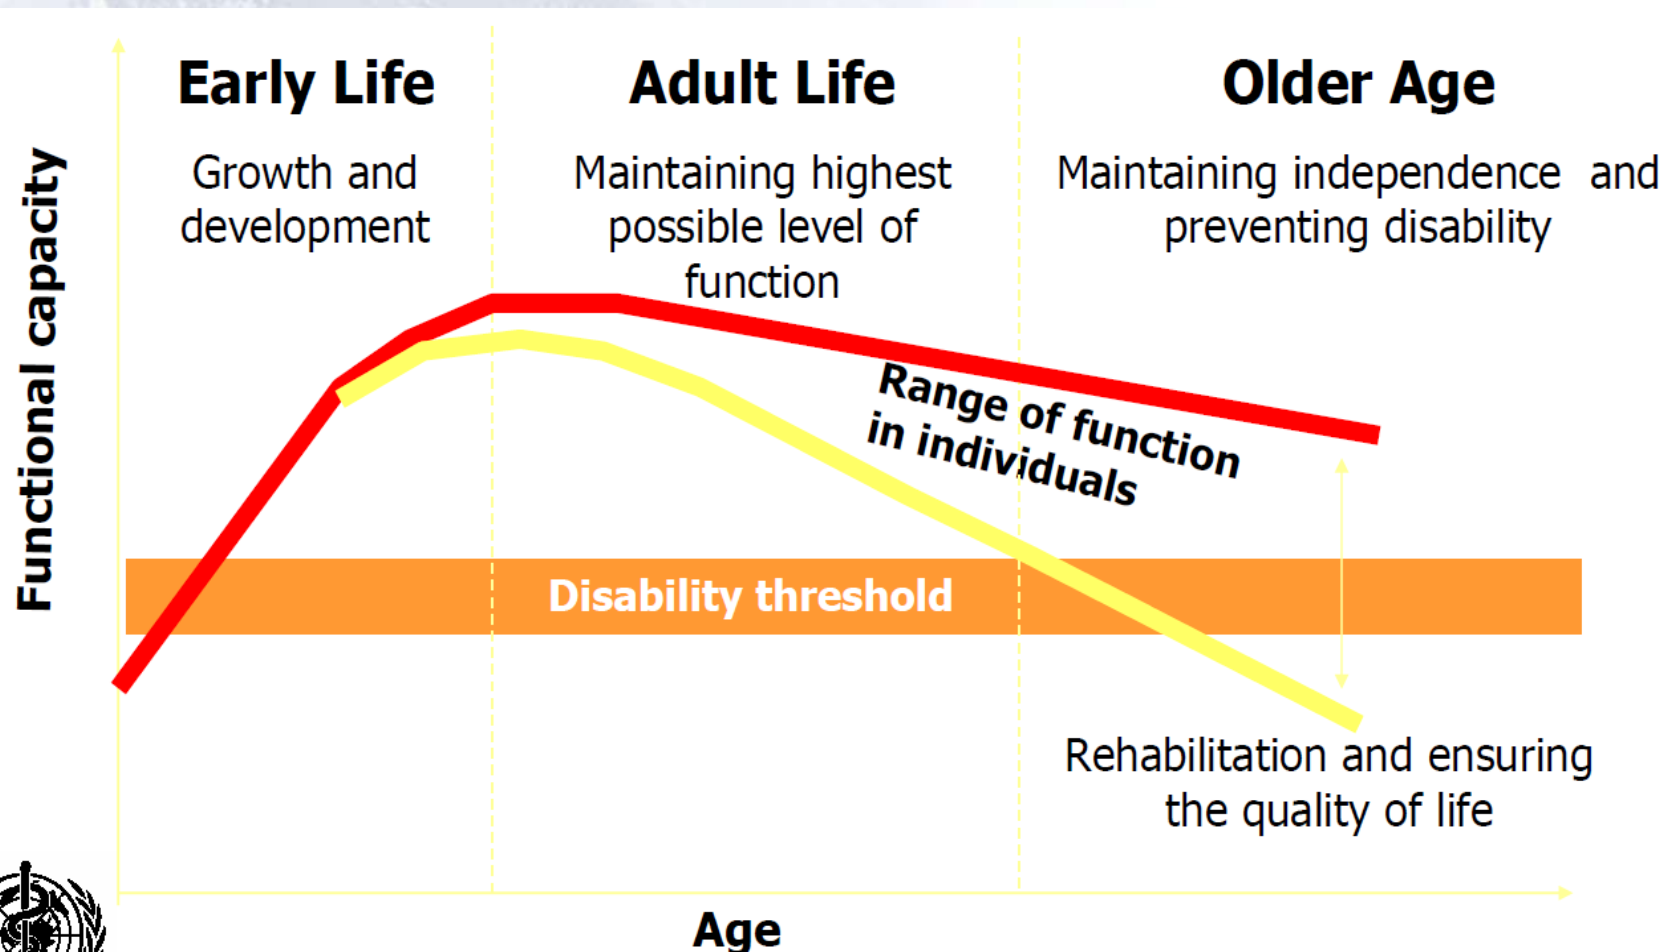 Early Life
Adult Life
Older Age
Growth and
development
Maintaining highest
possible level of
function
Maintaining independence and
preventing disability
Functional capacity
Range of function
in individuals
Disability threshold
Rehabilitation and ensuring
the quality of life
Age